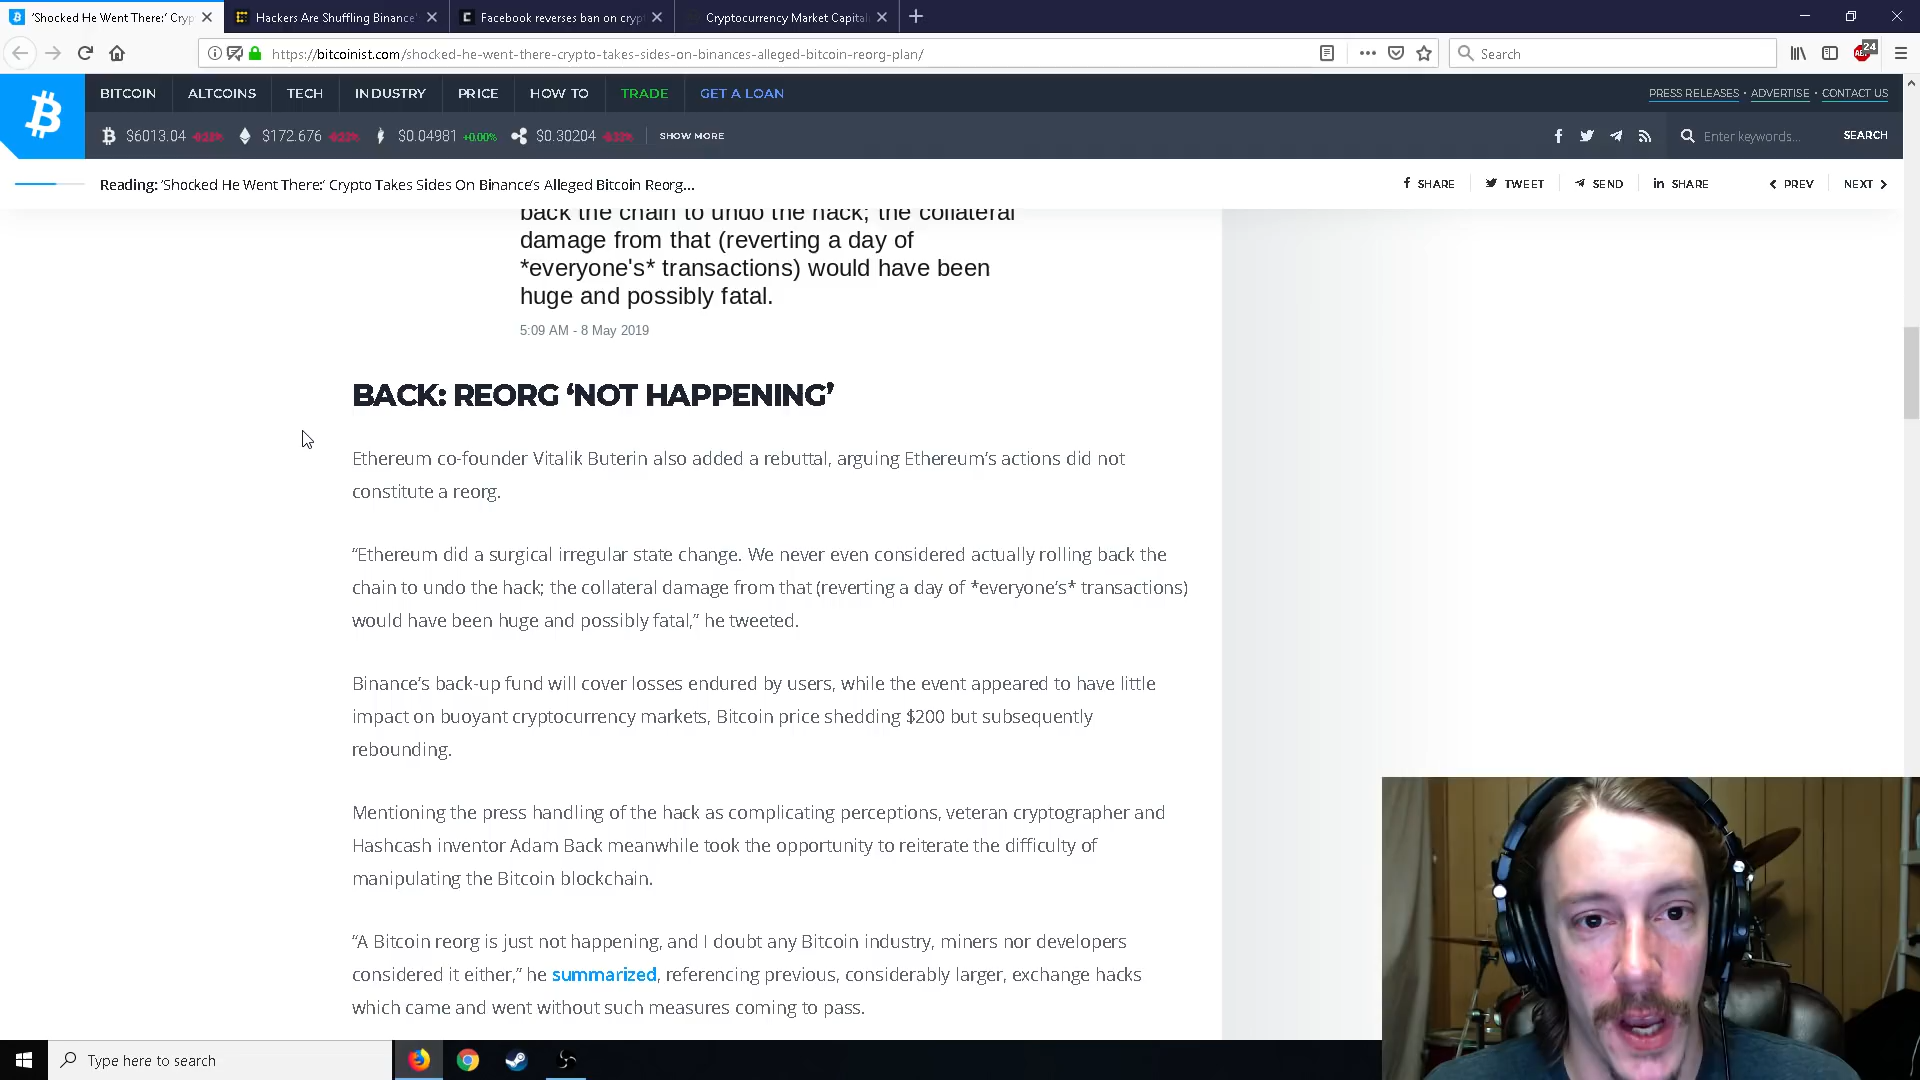 'Shocked He Went There:' Cryp
Hackers Are Shuffling Binance'
Facebook reverses ban on cryp
Cryptocurrency Market Capital
https://bitcoinist.com/shocked-he-went-there-crypto-takes-sides-on-binances-alleged-bitcoin-reorg-plan/
Search
24
BITCOIN ALTCOINS TECH INDUSTRY PRICE HOW TO TRADE GET A LOAN
PRESS RELEASES • ADVERTISE • CONTACT US
$6013.04 -0.23% $172.676 -0.22% $0.04981 +0.00% $0.30204 -0.33% SHOW MORE
Enter keywords... SEARCH
Reading: 'Shocked He Went There:' Crypto Takes Sides On Binance's Alleged Bitcoin Reorg...
SHARE TWEET SEND SHARE PREV NEXT
back the chain to undo the hack; the collateral
damage from that (reverting a day of
*everyone's* transactions) would have been
huge and possibly fatal.
5:09 AM - 8 May 2019
BACK: REORG ‘NOT HAPPENING’
Ethereum co-founder Vitalik Buterin also added a rebuttal, arguing Ethereum’s actions did not
constitute a reorg.
“Ethereum did a surgical irregular state change. We never even considered actually rolling back the
chain to undo the hack; the collateral damage from that (reverting a day of *everyone’s* transactions)
would have been huge and possibly fatal,” he tweeted.
Binance’s back-up fund will cover losses endured by users, while the event appeared to have little
impact on buoyant cryptocurrency markets, Bitcoin price shedding $200 but subsequently
rebounding.
Mentioning the press handling of the hack as complicating perceptions, veteran cryptographer and
Hashcash inventor Adam Back meanwhile took the opportunity to reiterate the difficulty of
manipulating the Bitcoin blockchain.
“A Bitcoin reorg is just not happening, and I doubt any Bitcoin industry, miners nor developers
considered it either,” he summarized, referencing previous, considerably larger, exchange hacks
which came and went without such measures coming to pass.
Type here to search